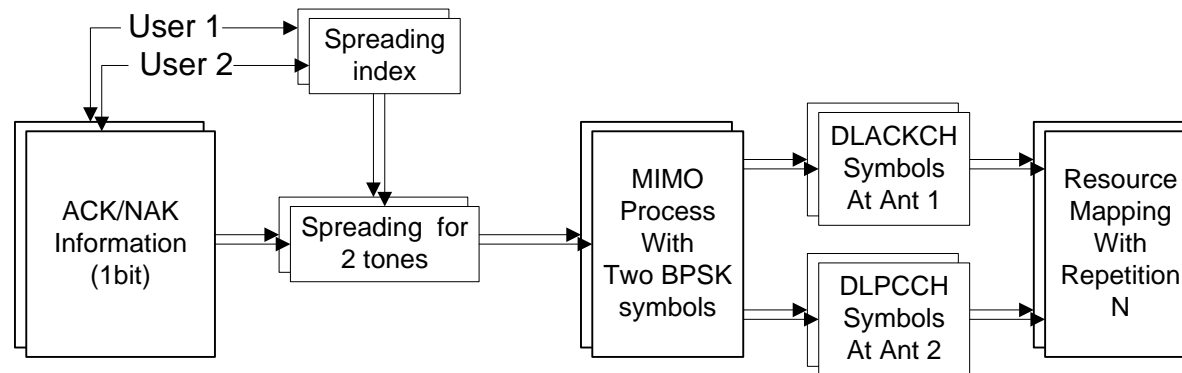 User 1
User 2
Spreading
index
ACK/NAK
Information
(1bit)
Spreading for
2 tones
MIMO
Process
With
Two BPSK
symbols
DLACKCH
Symbols
At Ant 1
DLPCCH
Symbols
At Ant 2
Resource
Mapping
With
Repetition
N